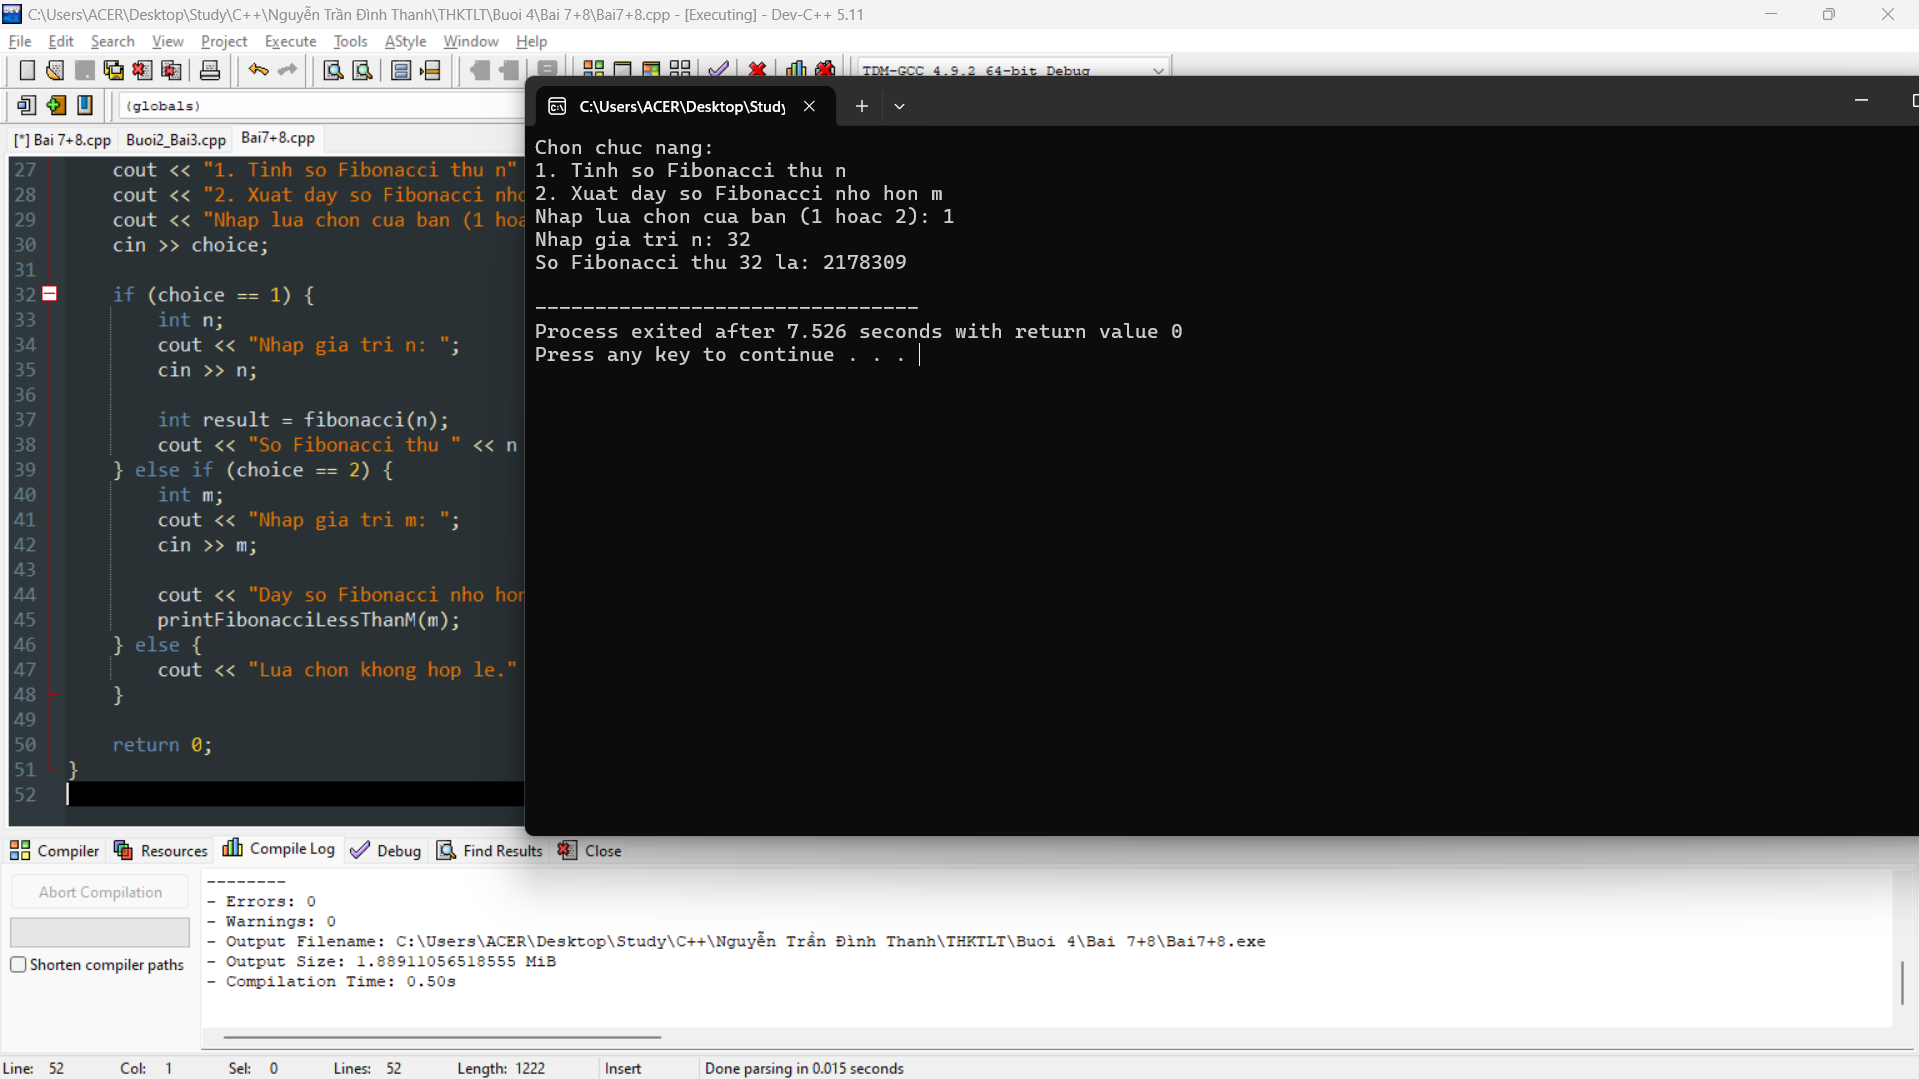 C:\Users\ACER\Desktop\Study\C++\Nguyễn Trần Đình Thanh\THKTLT\Buoi 4\Bai 7+8\Bai7+8.cpp - [Executing] - Dev-C++ 5.11
File Edit Search View Project Execute Tools AStyle Window Help
TDM-GCC 4.9.2 64-bit Debug
(globals)
[*] Bai 7+8.cpp Buoi2_Bai3.cpp Bai7+8.cpp
27 cout << "1. Tinh so Fibonacci thu n"
28 cout << "2. Xuat day so Fibonacci nho
29 cout << "Nhap lua chon cua ban (1 hoa
30 cin >> choice;
31
32 if (choice == 1) {
33 int n;
34 cout << "Nhap gia tri n: ";
35 cin >> n;
36
37 int result = fibonacci(n);
38 cout << "So Fibonacci thu " << n
39 } else if (choice == 2) {
40 int m;
41 cout << "Nhap gia tri m: ";
42 cin >> m;
43
44 cout << "Day so Fibonacci nho hon
45 printFibonacciLessThanM(m);
46 } else {
47 cout << "Lua chon khong hop le."
48 }
49
50 return 0;
51 }
52
C:\Users\ACER\Desktop\Study
Chon chuc nang:
1. Tinh so Fibonacci thu n
2. Xuat day so Fibonacci nho hon m
Nhap lua chon cua ban (1 hoac 2): 1
Nhap gia tri n: 32
So Fibonacci thu 32 la: 2178309
--------------------------------
Process exited after 7.526 seconds with return value 0
Press any key to continue . . .
Compiler Resources Compile Log Debug Find Results Close
Abort Compilation
Shorten compiler paths
--------
- Errors: 0
- Warnings: 0
- Output Filename: C:\Users\ACER\Desktop\Study\C++\Nguyễn Trần Đình Thanh\THKTLT\Buoi 4\Bai 7+8\Bai7+8.exe
- Output Size: 1.88911056518555 MiB
- Compilation Time: 0.50s
Line: 52 Col: 1 Sel: 0 Lines: 52 Length: 1222 Insert Done parsing in 0.015 seconds